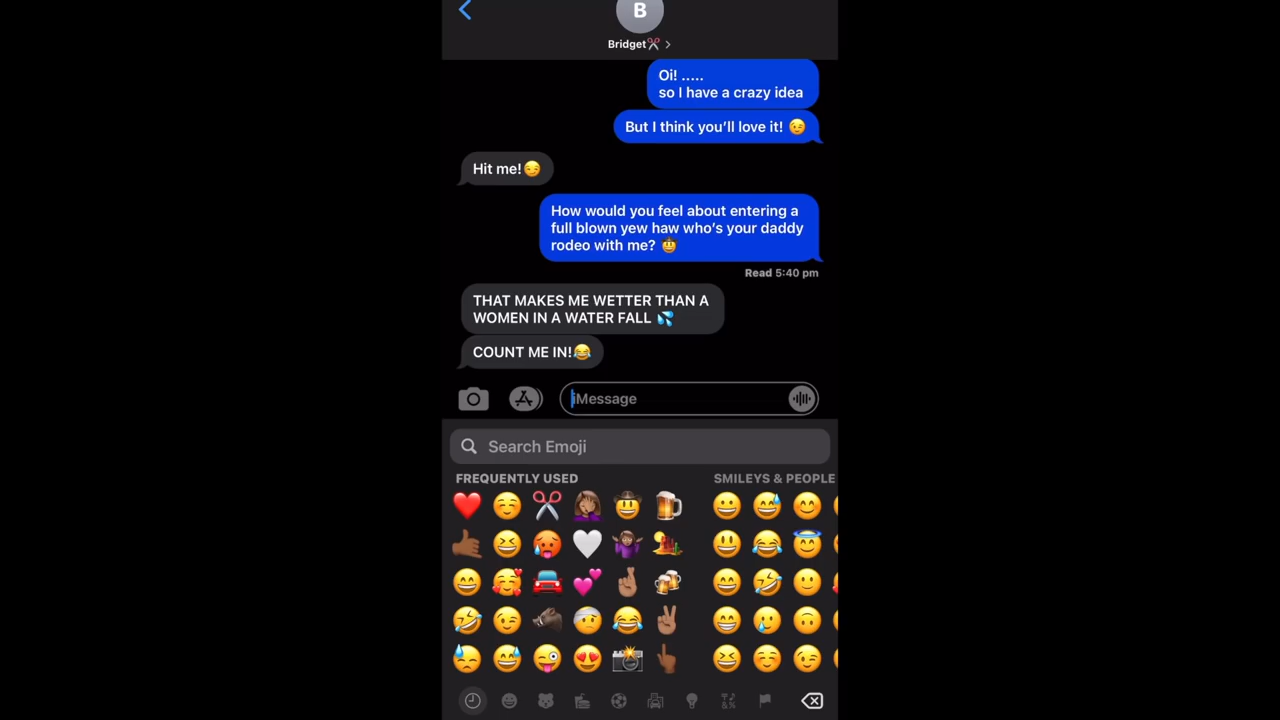 B
Bridget✂️ >
Oi! .....
so I have a crazy idea
But I think you’ll love it! 😉
Hit me!😏
How would you feel about entering a
full blown yew haw who’s your daddy
rodeo with me? 🤠
Read 5:40 pm
THAT MAKES ME WETTER THAN A
WOMEN IN A WATER FALL 💦
COUNT ME IN!😂
iMessage
Search Emoji
FREQUENTLY USED
SMILEYS & PEOPLE